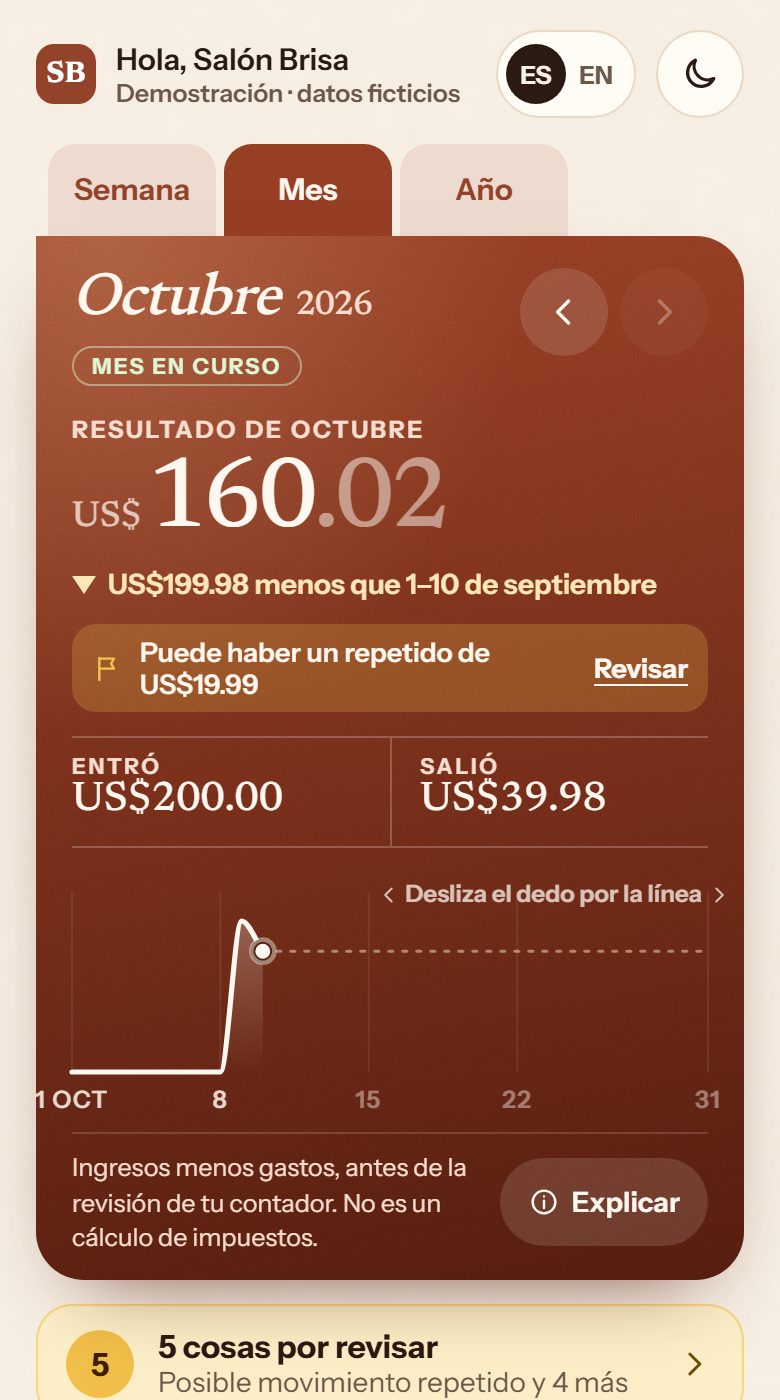 SB
Hola, Salón Brisa
Demostración · datos ficticios
ES EN
Semana Mes Año
Octubre 2026
MES EN CURSO
RESULTADO DE OCTUBRE
US$ 160.02
US$199.98 menos que 1–10 de septiembre
Puede haber un repetido de
US$19.99
Revisar
ENTRÓ
US$200.00
SALIÓ
US$39.98
Desliza el dedo por la línea
1 OCT 8 15 22 31
Ingresos menos gastos, antes de la
revisión de tu contador. No es un
cálculo de impuestos.
Explicar
5
5 cosas por revisar
Posible movimiento repetido y 4 más